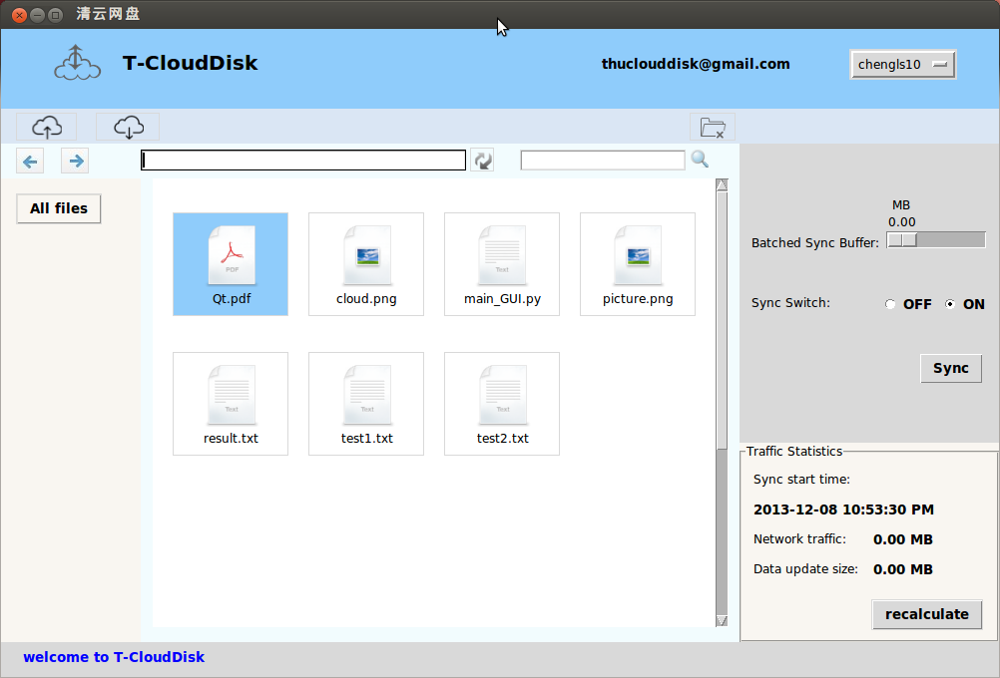 清云网盘
T-CloudDisk
thuclouddisk@gmail.com
chengls10
All files
PDF
Qt.pdf
cloud.png
Text
main_GUI.py
picture.png
Text
result.txt
Text
test1.txt
Text
test2.txt
MB
0.00
Batched Sync Buffer:
Sync Switch:
OFF
ON
Sync
Traffic Statistics
Sync start time:
2013-12-08 10:53:30 PM
Network traffic: 0.00 MB
Data update size: 0.00 MB
recalculate
welcome to T-CloudDisk